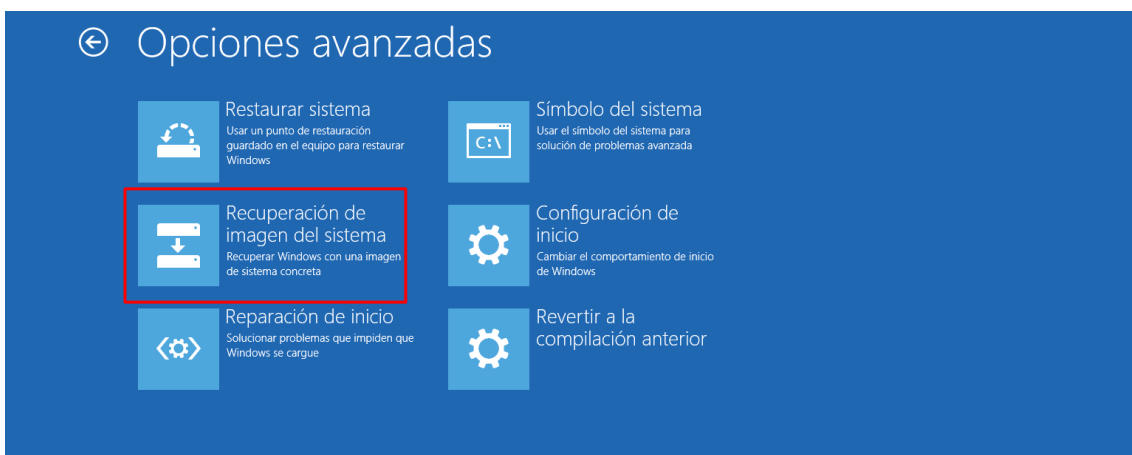 Opciones avanzadas
Restaurar sistema
Usar un punto de restauración
guardado en el equipo para restaurar
Windows
Recuperación de
imagen del sistema
Recuperar Windows con una imagen
de sistema concreta
Reparación de inicio
Solucionar problemas que impiden que
Windows se cargue
Símbolo del sistema
C:\
Usar el símbolo del sistema para
solución de problemas avanzada
Configuración de
inicio
Cambiar el comportamiento de inicio
de Windows
Revertir a la
compilación anterior